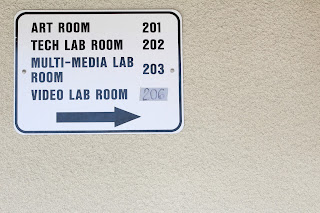 ART ROOM 201
TECH LAB ROOM 202
MULTI-MEDIA LAB
ROOM 203
VIDEO LAB ROOM 206